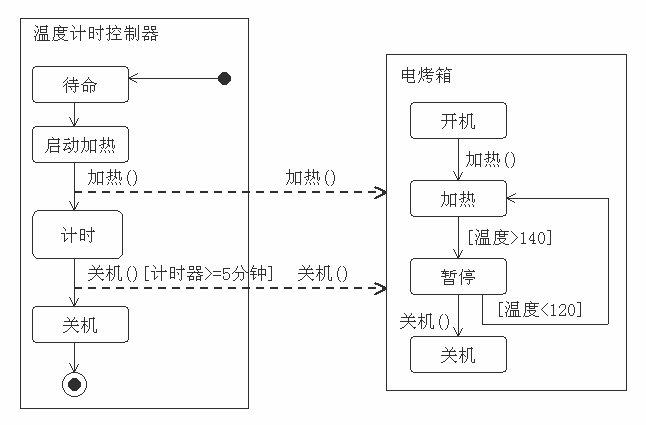 温度计时控制器
待命
启动加热
加热()
加热()
计时
关机()[计时器>=5分钟]
关机()
关机
电烤箱
开机
加热()
加热
[温度>140]
暂停
[温度<120]
关机()
关机